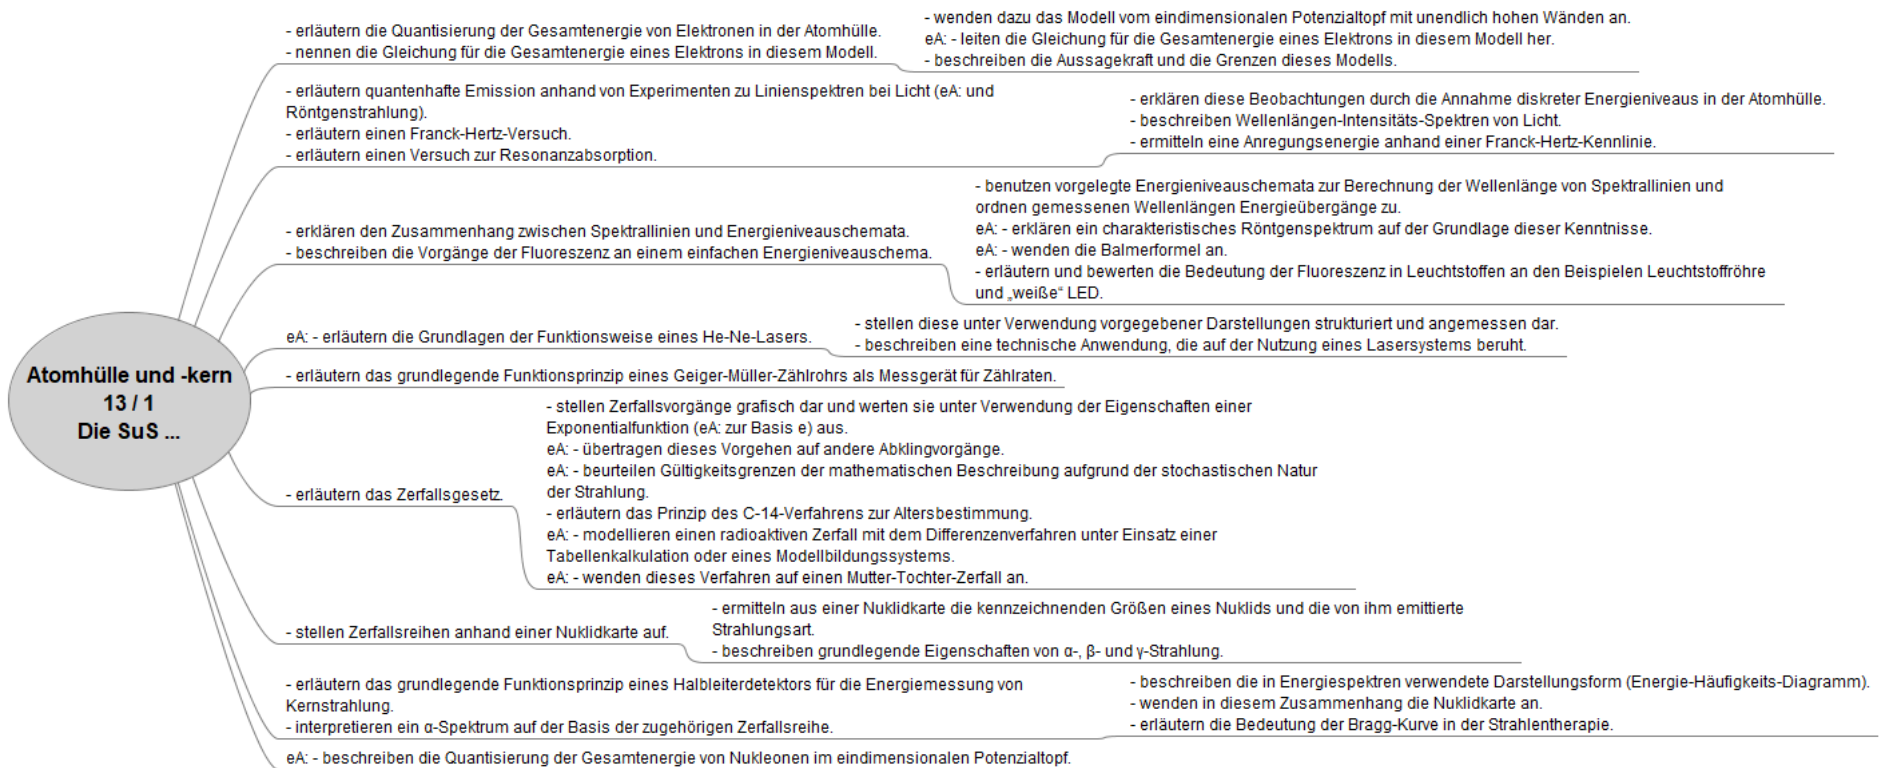 - erläutern die Quantisierung der Gesamtenergie von Elektronen in der Atomhülle.
- nennen die Gleichung für die Gesamtenergie eines Elektrons in diesem Modell.
- wenden dazu das Modell vom eindimensionalen Potenzialtopf mit unendlich hohen Wänden an.
eA: - leiten die Gleichung für die Gesamtenergie eines Elektrons in diesem Modell her.
- beschreiben die Aussagekraft und die Grenzen dieses Modells.
- erläutern quantenhafte Emission anhand von Experimenten zu Linienspektren bei Licht (eA: und
Röntgenstrahlung).
- erläutern einen Franck-Hertz-Versuch.
- erläutern einen Versuch zur Resonanzabsorption.
- erklären diese Beobachtungen durch die Annahme diskreter Energieniveaus in der Atomhülle.
- beschreiben Wellenlängen-Intensitäts-Spektren von Licht.
- ermitteln eine Anregungsenergie anhand einer Franck-Hertz-Kennlinie.
- erklären den Zusammenhang zwischen Spektrallinien und Energieniveauschemata.
- beschreiben die Vorgänge der Fluoreszenz an einem einfachen Energieniveauschema.
- benutzen vorgelegte Energieniveauschemata zur Berechnung der Wellenlänge von Spektrallinien und
ordnen gemessenen Wellenlängen Energieübergänge zu.
eA: - erklären ein charakteristisches Röntgenspektrum auf der Grundlage dieser Kenntnisse.
eA: - wenden die Balmerformel an.
- erläutern und bewerten die Bedeutung der Fluoreszenz in Leuchtstoffen an den Beispielen Leuchtstoffröhre
und „weiße“ LED.
eA: - erläutern die Grundlagen der Funktionsweise eines He-Ne-Lasers.
- stellen diese unter Verwendung vorgegebener Darstellungen strukturiert und angemessen dar.
- beschreiben eine technische Anwendung, die auf der Nutzung eines Lasersystems beruht.
Atomhülle und -kern
13 / 1
Die SuS ...
- erläutern das grundlegende Funktionsprinzip eines Geiger-Müller-Zählrohrs als Messgerät für Zählraten.
- erläutern das Zerfallsgesetz.
- stellen Zerfallsvorgänge grafisch dar und werten sie unter Verwendung der Eigenschaften einer
Exponentialfunktion (eA: zur Basis e) aus.
eA: - übertragen dieses Vorgehen auf andere Abklingvorgänge.
eA: - beurteilen Gültigkeitsgrenzen der mathematischen Beschreibung aufgrund der stochastischen Natur
der Strahlung.
- erläutern das Prinzip des C-14-Verfahrens zur Altersbestimmung.
eA: - modellieren einen radioaktiven Zerfall mit dem Differenzenverfahren unter Einsatz einer
Tabellenkalkulation oder eines Modellbildungssystems.
eA: - wenden dieses Verfahren auf einen Mutter-Tochter-Zerfall an.
- stellen Zerfallsreihen anhand einer Nuklidkarte auf.
- ermitteln aus einer Nuklidkarte die kennzeichnenden Größen eines Nuklids und die von ihm emittierte
Strahlungsart.
- beschreiben grundlegende Eigenschaften von α-, β- und γ-Strahlung.
- erläutern das grundlegende Funktionsprinzip eines Halbleiterdetektors für die Energiemessung von
Kernstrahlung.
- interpretieren ein α-Spektrum auf der Basis der zugehörigen Zerfallsreihe.
- beschreiben die in Energiespektren verwendete Darstellungsform (Energie-Häufigkeits-Diagramm).
- wenden in diesem Zusammenhang die Nuklidkarte an.
- erläutern die Bedeutung der Bragg-Kurve in der Strahlentherapie.
eA: - beschreiben die Quantisierung der Gesamtenergie von Nukleonen im eindimensionalen Potenzialtopf.